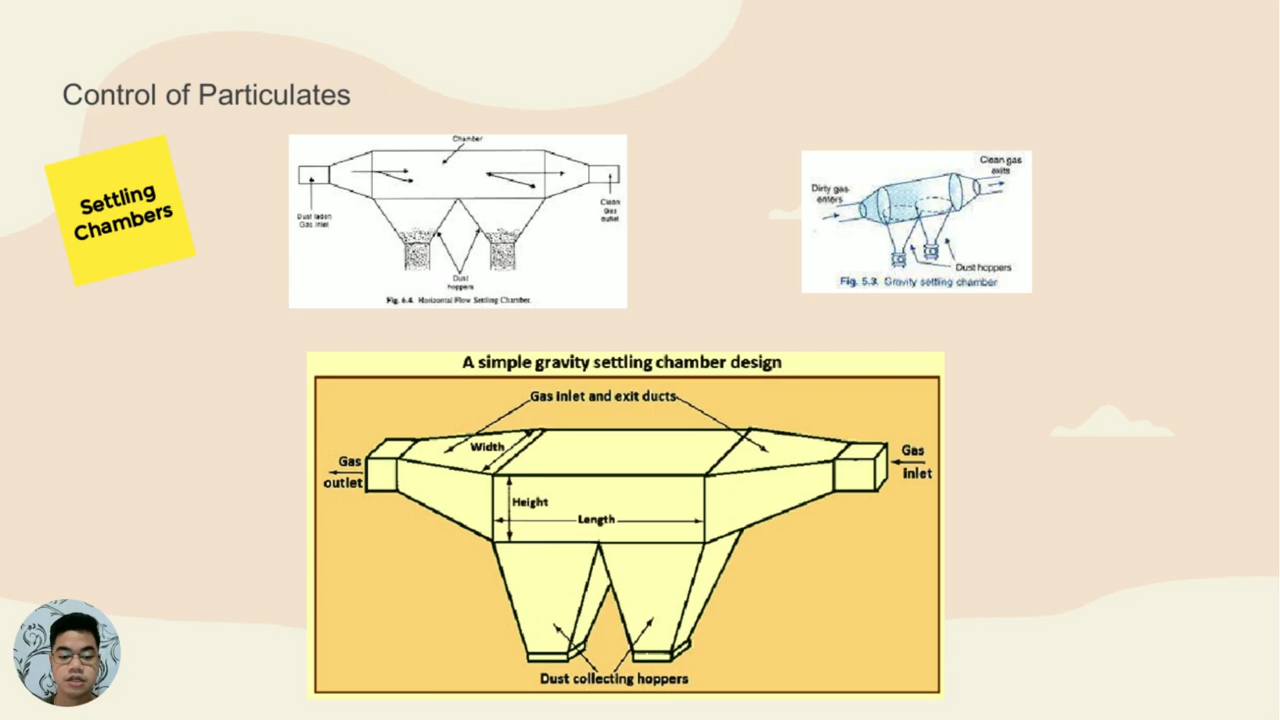 Control of Particulates
Settling
Chambers
Chamber
Dust laden
Gas inlet
Clean
Gas
outlet
Dust
hoppers
Fig. 6.4. Horizontal Flow Settling Chamber.
Clean gas
exits
Dirty gas
enters
Dust hoppers
Fig. 5.3. Gravity settling chamber
A simple gravity settling chamber design
Gas inlet and exit ducts
Width
Gas
outlet
Gas
inlet
Height
Length
Dust collecting hoppers